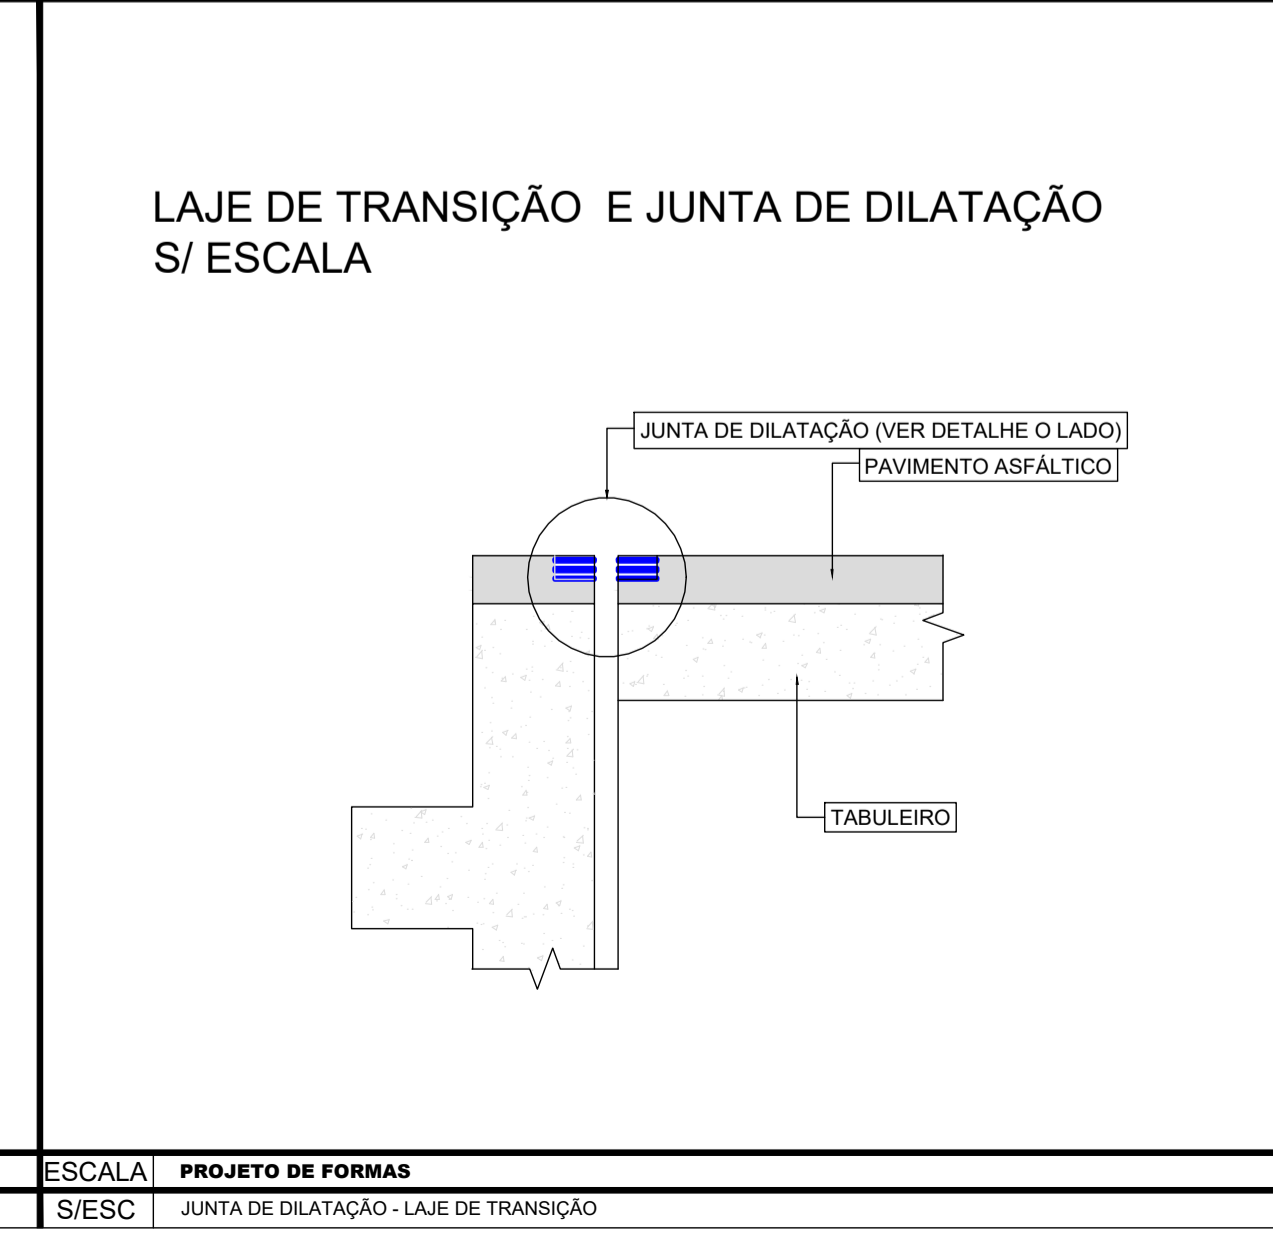 LAJE DE TRANSIÇÃO E JUNTA DE DILATAÇÃO
S/ ESCALA
JUNTA DE DILATAÇÃO (VER DETALHE O LADO)
PAVIMENTO ASFÁLTICO
TABULEIRO
ESCALA PROJETO DE FORMAS
S/ESC JUNTA DE DILATAÇÃO - LAJE DE TRANSIÇÃO